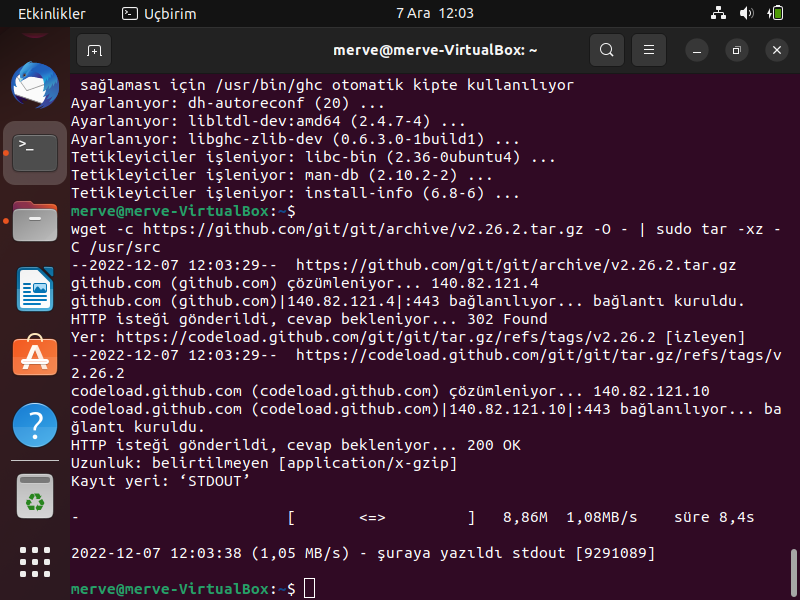 Etkinlikler
Uçbirim
7 Ara 12:03
merve@merve-VirtualBox: ~
sağlaması için /usr/bin/ghc otomatik kipte kullanılıyor
Ayarlanıyor: dh-autoreconf (20) ...
Ayarlanıyor: libltdl-dev:amd64 (2.4.7-4) ...
Ayarlanıyor: libghc-zlib-dev (0.6.3.0-1build1) ...
Tetikleyiciler işleniyor: libc-bin (2.36-0ubuntu4) ...
Tetikleyiciler işleniyor: man-db (2.10.2-2) ...
Tetikleyiciler işleniyor: install-info (6.8-6) ...
merve@merve-VirtualBox:~$
wget -c https://github.com/git/git/archive/v2.26.2.tar.gz -O - | sudo tar -xz -
C /usr/src
--2022-12-07 12:03:29--  https://github.com/git/git/archive/v2.26.2.tar.gz
github.com (github.com) çözümleniyor... 140.82.121.4
github.com (github.com)|140.82.121.4|:443 bağlanılıyor... bağlantı kuruldu.
HTTP isteği gönderildi, cevap bekleniyor... 302 Found
Yer: https://codeload.github.com/git/git/tar.gz/refs/tags/v2.26.2 [izleyen]
--2022-12-07 12:03:29--  https://codeload.github.com/git/git/tar.gz/refs/tags/v
2.26.2
codeload.github.com (codeload.github.com) çözümleniyor... 140.82.121.10
codeload.github.com (codeload.github.com)|140.82.121.10|:443 bağlanılıyor... ba
ğlantı kuruldu.
HTTP isteği gönderildi, cevap bekleniyor... 200 OK
Uzunluk: belirtilmeyen [application/x-gzip]
Kayıt yeri: ‘STDOUT’
-                       [       <=>          ]   8,86M  1,08MB/s    süre 8,4s
2022-12-07 12:03:38 (1,05 MB/s) - şuraya yazıldı stdout [9291089]
merve@merve-VirtualBox:~$